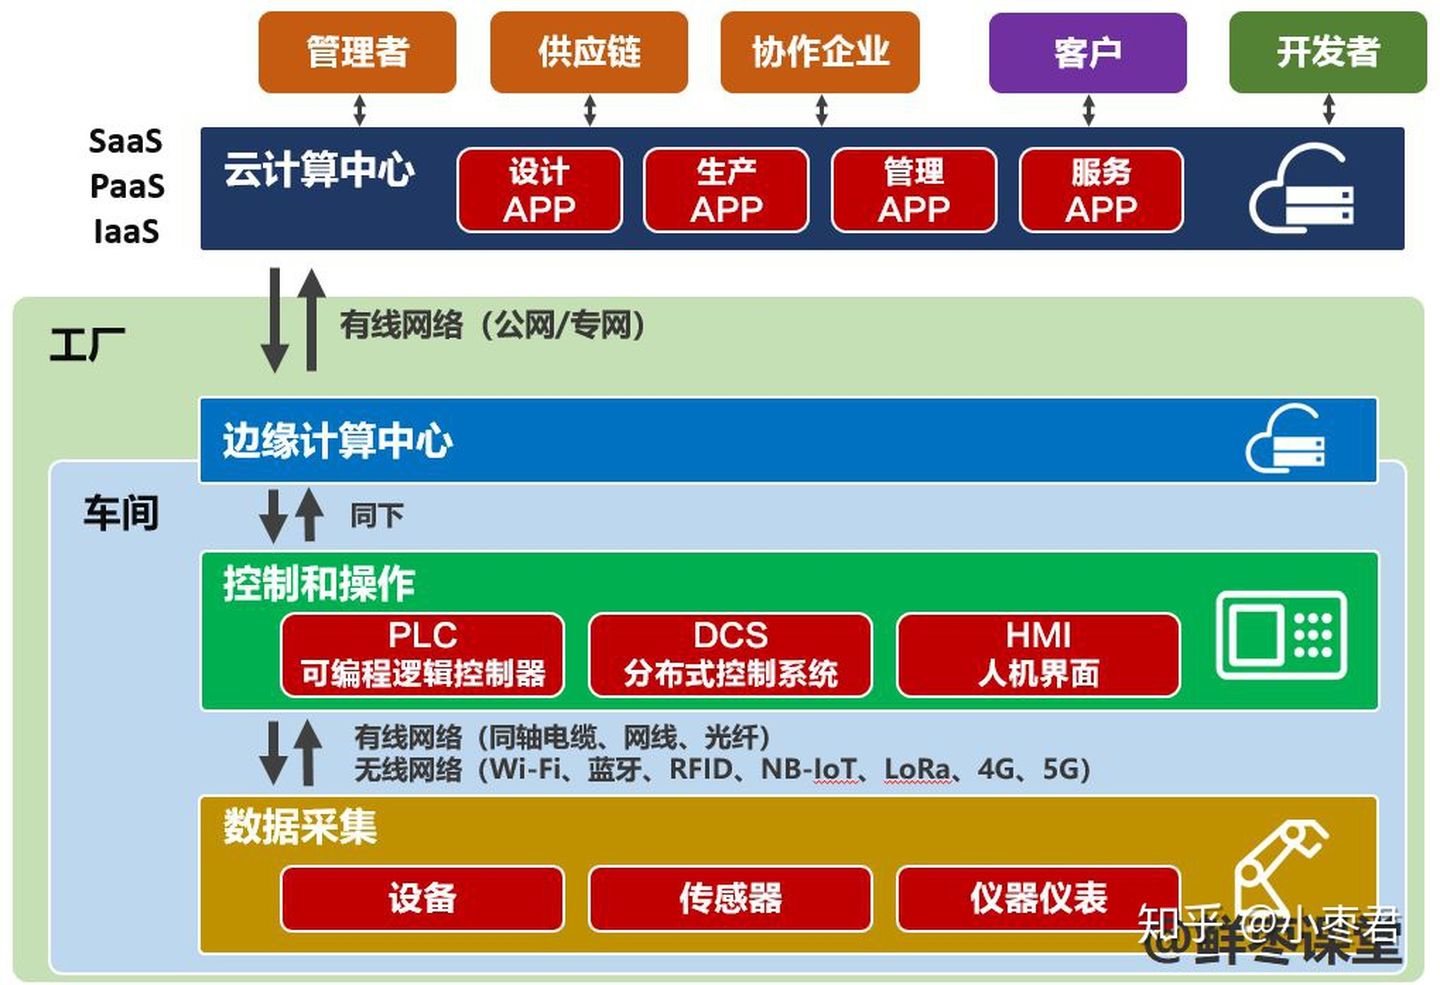 管理者
供应链
协作企业
客户
开发者
SaaS
PaaS
IaaS
云计算中心
设计
APP
生产
APP
管理
APP
服务
APP
有线网络（公网/专网）
工厂
边缘计算中心
车间
同下
控制和操作
PLC
可编程逻辑控制器
DCS
分布式控制系统
HMI
人机界面
有线网络（同轴电缆、网线、光纤）
无线网络（Wi-Fi、蓝牙、RFID、NB-IoT、LoRa、4G、5G）
数据采集
设备
传感器
仪器仪表
知乎 @小枣君
@鲜枣课堂